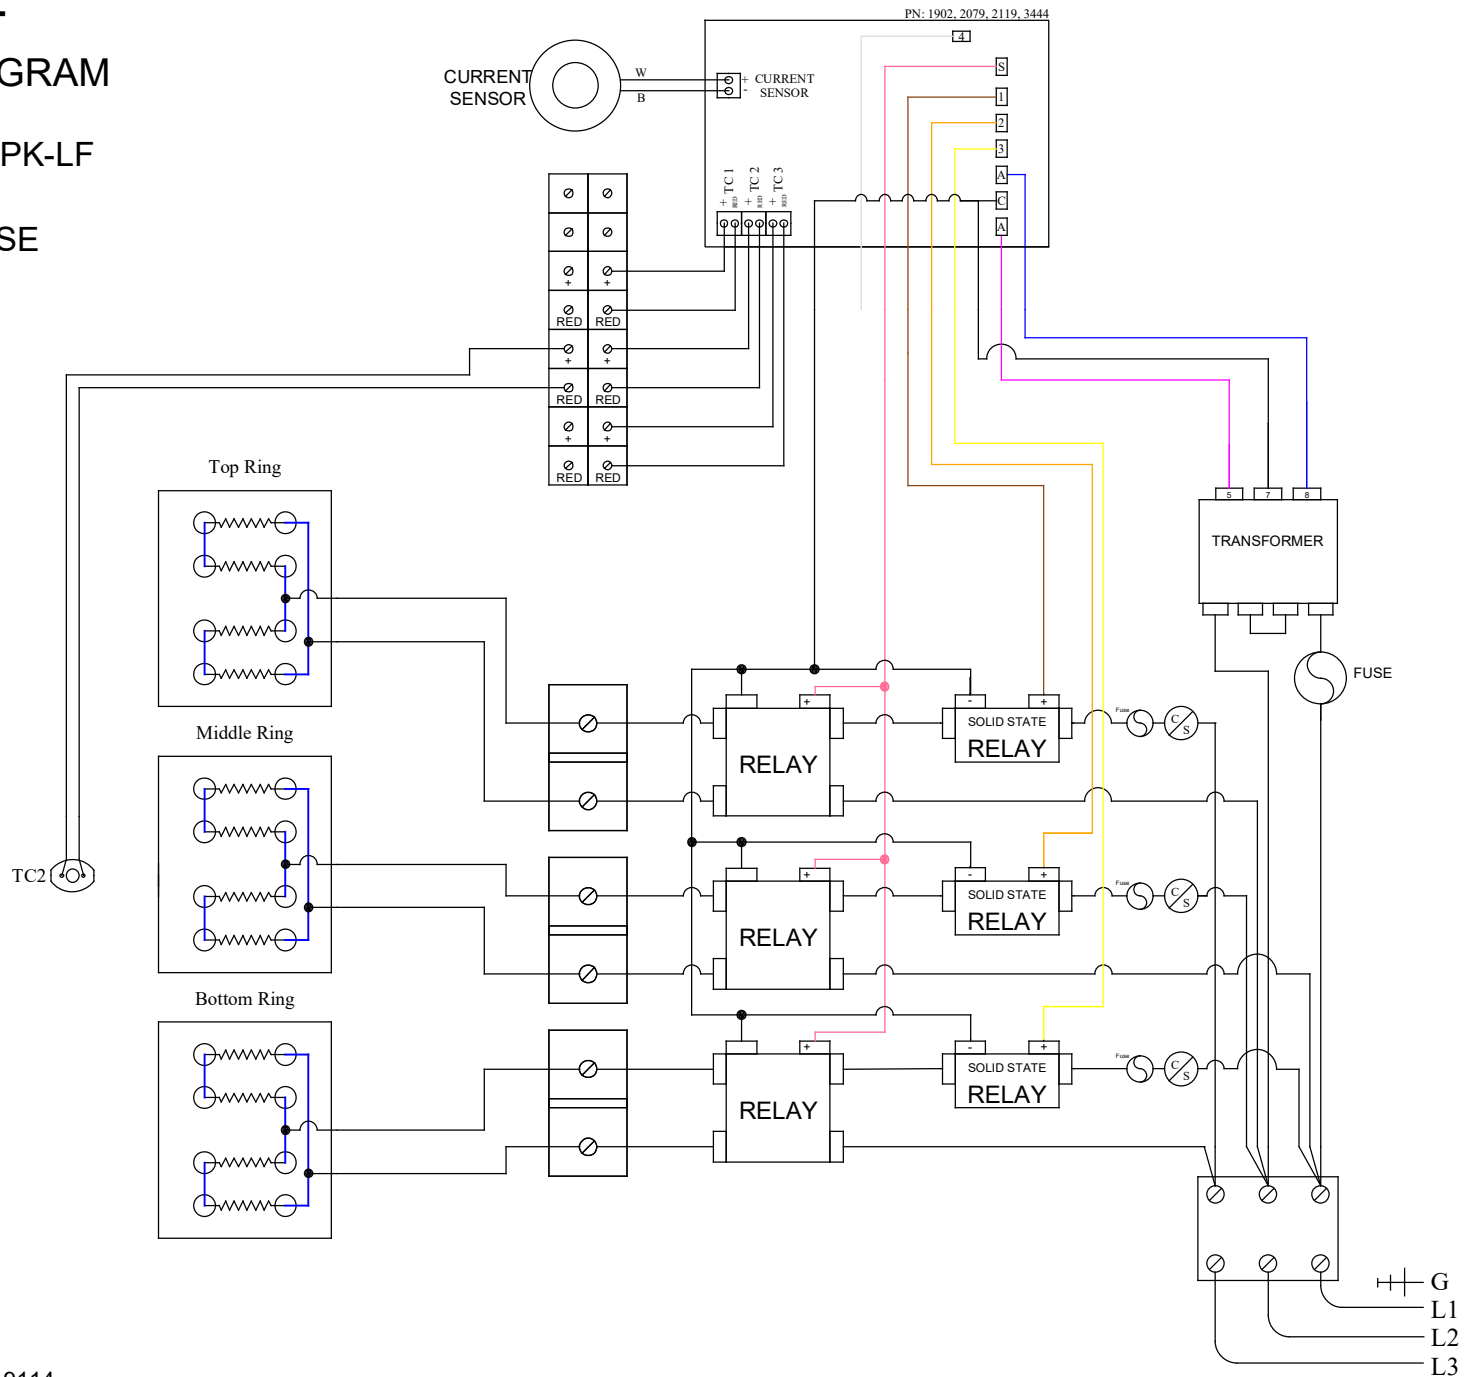 GRAM
PK-LF
SE
PN: 1902, 2079, 2119, 3444
4
S
1
2
3
A
C
A
CURRENT
SENSOR
W
B
+ CURRENT
- SENSOR
+ TC 1 RED
+ TC 2 RED
+ TC 3 RED
+ +
RED RED
+ +
RED RED
+ +
RED RED
Top Ring
5 7 8
TRANSFORMER
FUSE
+ - +
SOLID STATE
RELAY
RELAY
Fuse
C/S
Middle Ring
TC2
+ - +
SOLID STATE
RELAY
RELAY
Fuse
C/S
Bottom Ring
+ - +
SOLID STATE
RELAY
RELAY
Fuse
C/S
G
L1
L2
L3